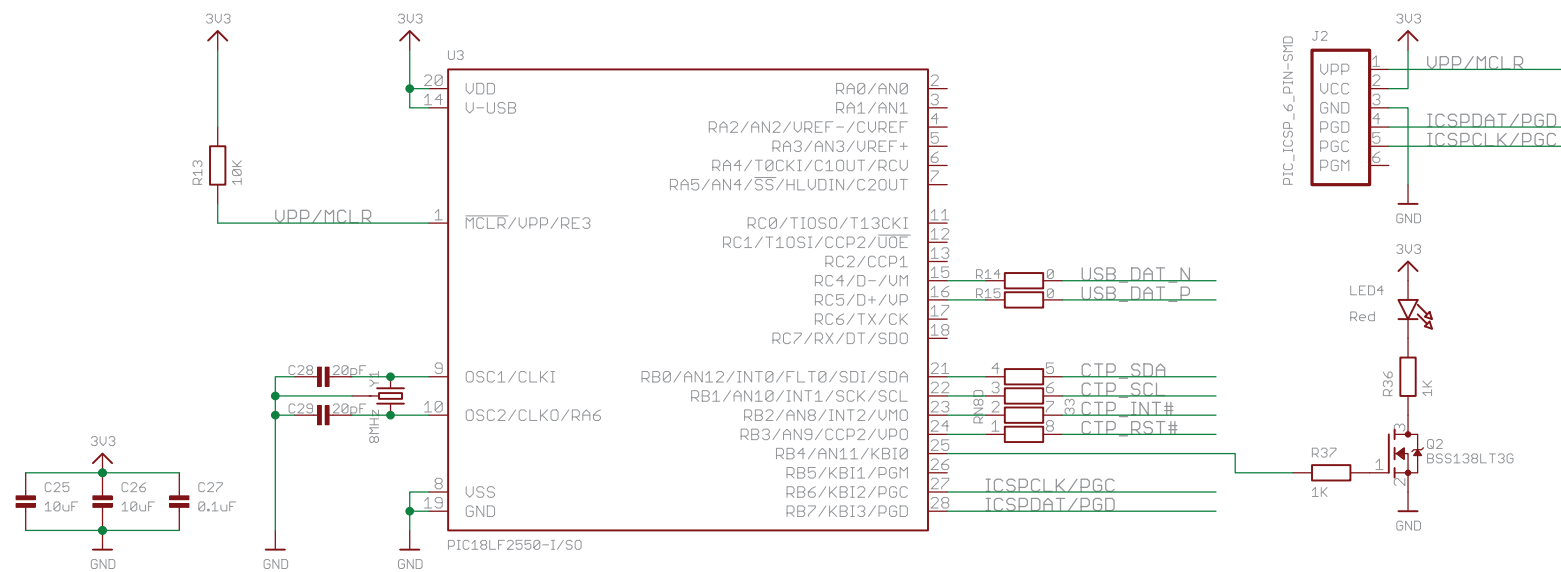 3V3
3V3
R13
10K
VPP/MCLR
U3
20
14
1
9
10
8
19
VDD
V-USB
MCLR/VPP/RE3
OSC1/CLKI
OSC2/CLKO/RA6
VSS
GND
RA0/AN0
RA1/AN1
RA2/AN2/VREF-/CVREF
RA3/AN3/VREF+
RA4/T0CKI/C1OUT/RCV
RA5/AN4/SS/HLVDIN/C2OUT
RC0/TIOSO/T13CKI
RC1/T1OSI/CCP2/UOE
RC2/CCP1
RC4/D-/VM
RC5/D+/VP
RC6/TX/CK
RC7/RX/DT/SDO
RB0/AN12/INT0/FLT0/SDI/SDA
RB1/AN10/INT1/SCK/SCL
RB2/AN8/INT2/VMO
RB3/AN9/CCP2/VPO
RB4/AN11/KBI0
RB5/KBI1/PGM
RB6/KBI2/PGC
RB7/KBI3/PGD
2
3
4
5
6
7
11
12
13
15
16
17
18
21
22
23
24
25
26
27
28
PIC18LF2550-I/SO
R14 0 USB_DAT_N
R15 0 USB_DAT_P
4 5 CTP_SDA
3 6 CTP_SCL
2 7 CTP_INT#
1 8 CTP_RST#
RN8D
33
ICSPCLK/PGC
ICSPDAT/PGD
C28 20pF
C29 20pF
Y1
8MHz
3V3
C25
10uF
C26
10uF
C27
0.1uF
GND
GND
GND
J2
PIC_ICSP_6_PIN-SMD
VPP 1 VPP/MCLR
VCC 2
GND 3
PGD 4 ICSPDAT/PGD
PGC 5 ICSPCLK/PGC
PGM 6
3V3
GND
3V3
LED4
Red
R36
1K
R37
1K
3
1
2
Q2
BSS138LT3G
GND